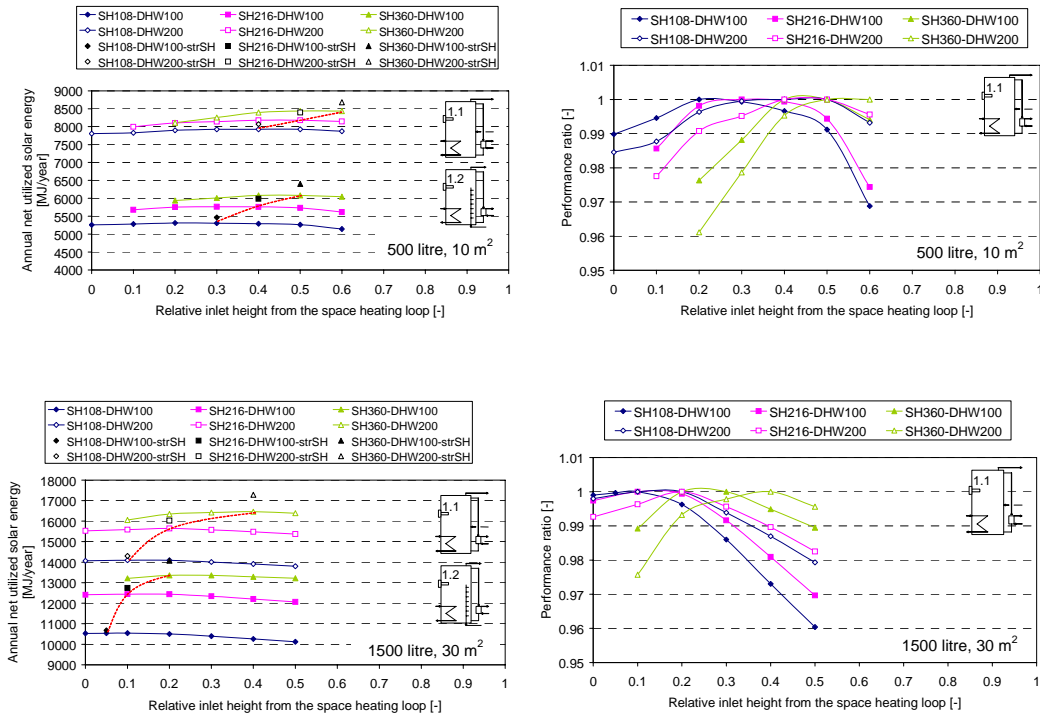 SH108-DHW100 SH216-DHW100 SH360-DHW100
SH108-DHW200 SH216-DHW200 SH360-DHW200
SH108-DHW100-strSH SH216-DHW100-strSH SH360-DHW100-strSH
SH108-DHW200-strSH SH216-DHW200-strSH SH360-DHW200-strSH
Annual net utilized solar energy
[MJ/year]
9000
8500
8000
7500
7000
6500
6000
5500
5000
4500
4000
1.1
1.2
500 litre, 10 m²
0 0.1 0.2 0.3 0.4 0.5 0.6 0.7 0.8 0.9 1
Relative inlet height from the space heating loop [-]
SH108-DHW100 SH216-DHW100 SH360-DHW100
SH108-DHW200 SH216-DHW200 SH360-DHW200
Performance ratio [-]
1.01
1
0.99
0.98
0.97
0.96
0.95
1.1
500 litre, 10 m²
0 0.1 0.2 0.3 0.4 0.5 0.6 0.7 0.8 0.9 1
Relative inlet height from the space heating loop [-]
SH108-DHW100 SH216-DHW100 SH360-DHW100
SH108-DHW200 SH216-DHW200 SH360-DHW200
SH108-DHW100-strSH SH216-DHW100-strSH SH360-DHW100-strSH
SH108-DHW200-strSH SH216-DHW200-strSH SH360-DHW200-strSH
Annual net utilized solar energy
[MJ/year]
18000
17000
16000
15000
14000
13000
12000
11000
10000
9000
1.1
1.2
1500 litre, 30 m²
0 0.1 0.2 0.3 0.4 0.5 0.6 0.7 0.8 0.9 1
Relative inlet height from the space heating loop [-]
SH108-DHW100 SH216-DHW100 SH360-DHW100
SH108-DHW200 SH216-DHW200 SH360-DHW200
Performance ratio [-]
1.01
1
0.99
0.98
0.97
0.96
0.95
1.1
1500 litre, 30 m²
0 0.1 0.2 0.3 0.4 0.5 0.6 0.7 0.8 0.9 1
Relative inlet height from the space heating loop [-]